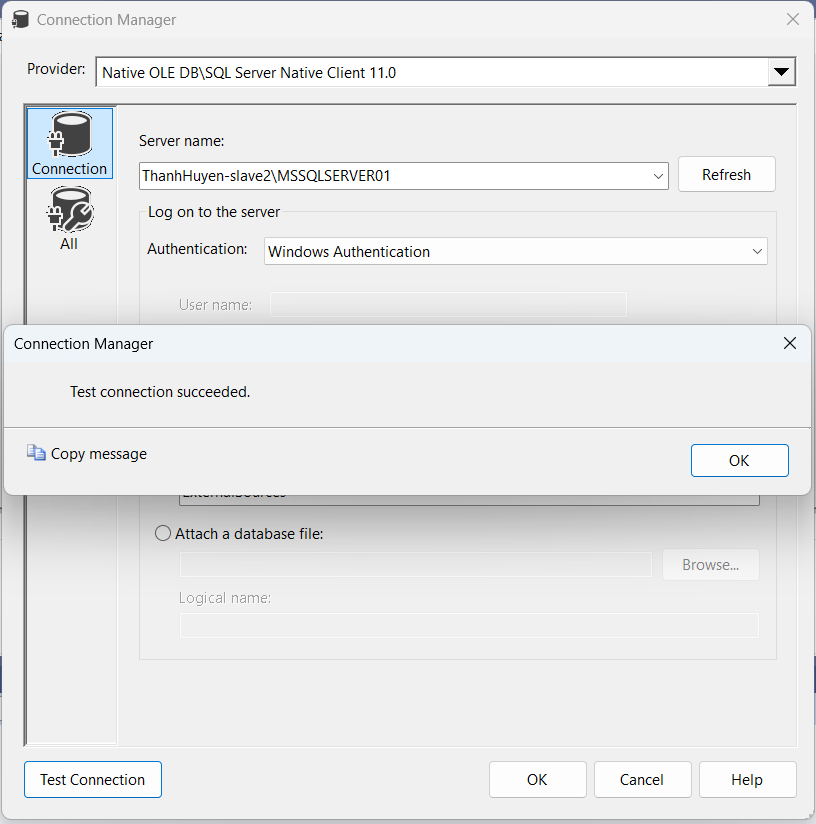 Connection Manager
Provider: Native OLE DB\SQL Server Native Client 11.0
Connection
All
Server name:
ThanhHuyen-slave2\MSSQLSERVER01
Refresh
Log on to the server
Authentication: Windows Authentication
User name:
Connection Manager
Test connection succeeded.
Copy message
OK
ExternalSources
Attach a database file:
Browse...
Logical name:
Test Connection
OK
Cancel
Help